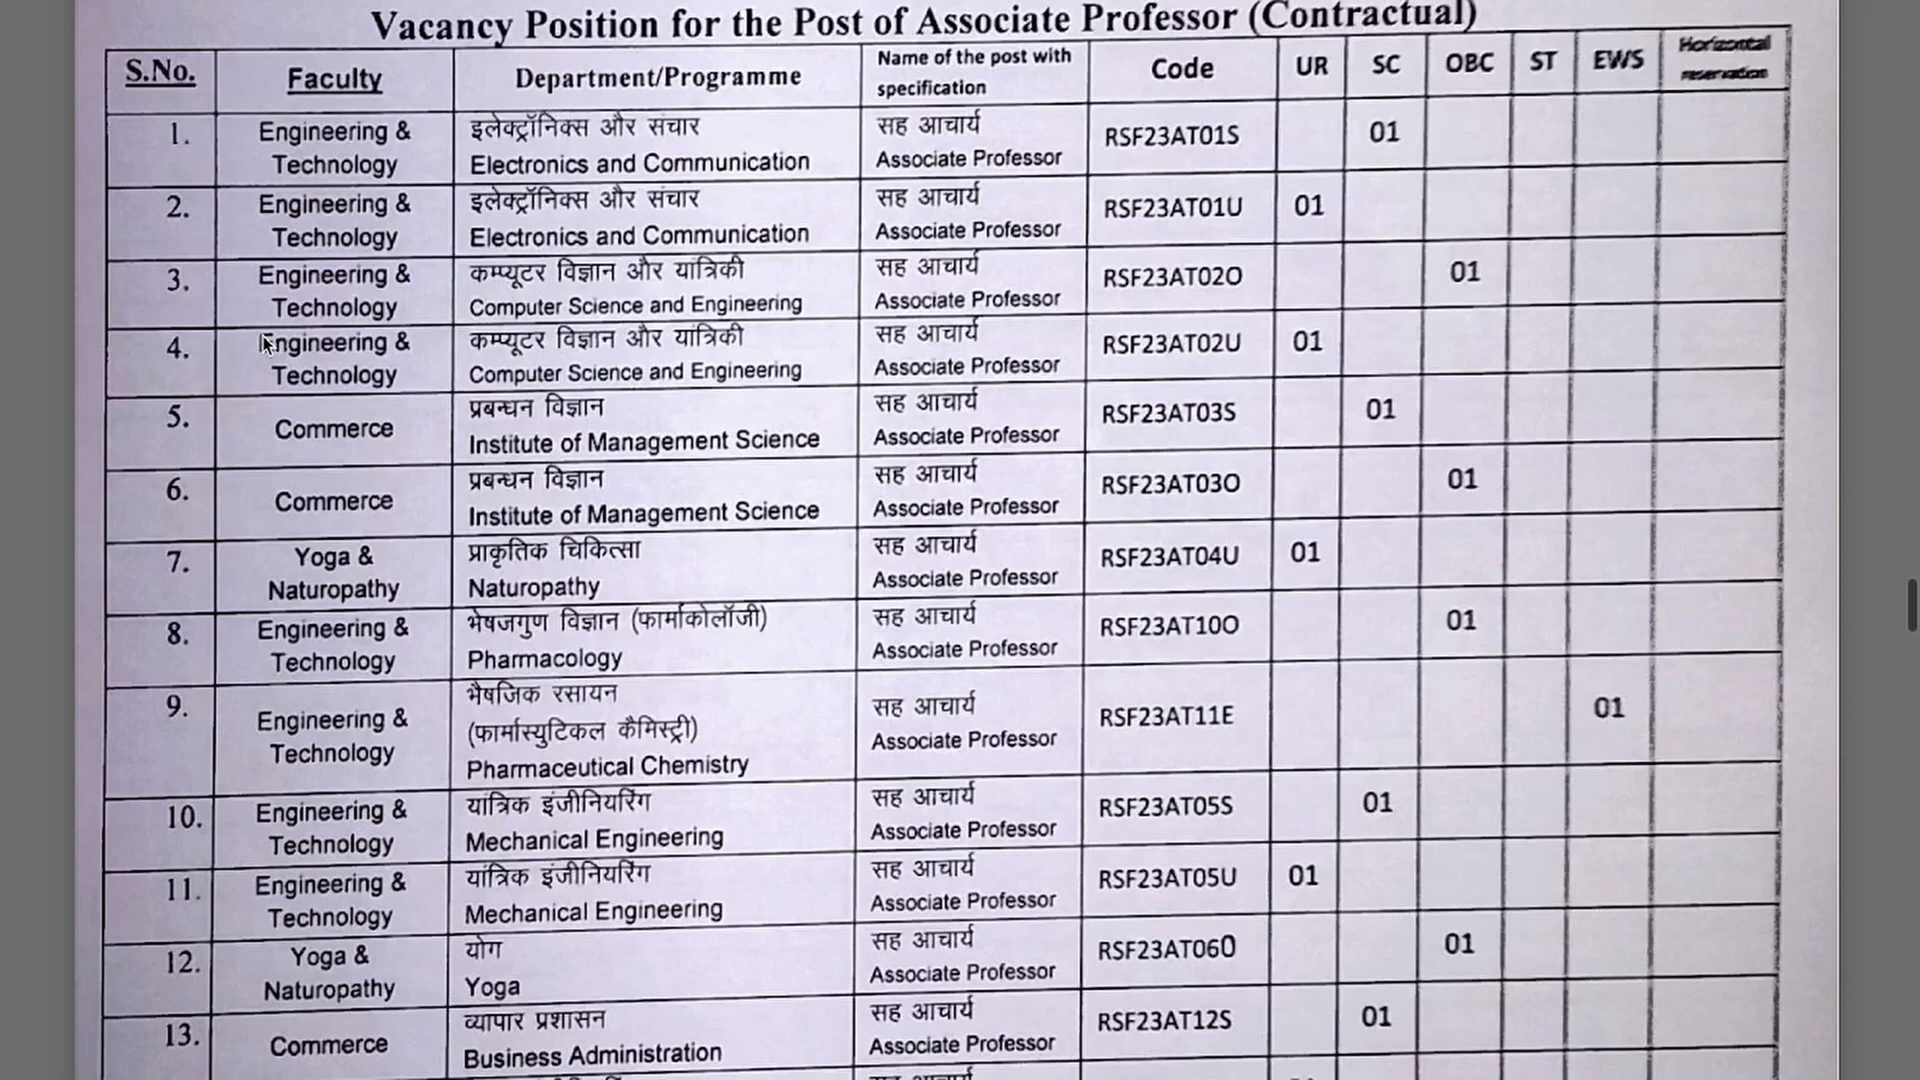 Vacancy Position for the Post of Associate Professor (Contractual)
S.No. Faculty Department/Programme Name of the post with specification Code UR SC OBC ST EWS Horizontal reservation
1. Engineering & Technology इलेक्ट्रॉनिक्स और संचार Electronics and Communication सह आचार्य Associate Professor RSF23AT01S 01
2. Engineering & Technology इलेक्ट्रॉनिक्स और संचार Electronics and Communication सह आचार्य Associate Professor RSF23AT01U 01
3. Engineering & Technology कम्प्यूटर विज्ञान और यांत्रिकी Computer Science and Engineering सह आचार्य Associate Professor RSF23AT02O 01
4. Engineering & Technology कम्प्यूटर विज्ञान और यांत्रिकी Computer Science and Engineering सह आचार्य Associate Professor RSF23AT02U 01
5. Commerce प्रबन्धन विज्ञान Institute of Management Science सह आचार्य Associate Professor RSF23AT03S 01
6. Commerce प्रबन्धन विज्ञान Institute of Management Science सह आचार्य Associate Professor RSF23AT03O 01
7. Yoga & Naturopathy प्राकृतिक चिकित्सा Naturopathy सह आचार्य Associate Professor RSF23AT04U 01
8. Engineering & Technology भेषजगुण विज्ञान (फार्माकोलॉजी) Pharmacology सह आचार्य Associate Professor RSF23AT10O 01
9. Engineering & Technology भैषजिक रसायन (फार्मास्युटिकल कैमिस्ट्री) Pharmaceutical Chemistry सह आचार्य Associate Professor RSF23AT11E 01
10. Engineering & Technology यांत्रिक इंजीनियरिंग Mechanical Engineering सह आचार्य Associate Professor RSF23AT05S 01
11. Engineering & Technology यांत्रिक इंजीनियरिंग Mechanical Engineering सह आचार्य Associate Professor RSF23AT05U 01
12. Yoga & Naturopathy योग Yoga सह आचार्य Associate Professor RSF23AT06O 01
13. Commerce व्यापार प्रशासन Business Administration सह आचार्य Associate Professor RSF23AT12S 01